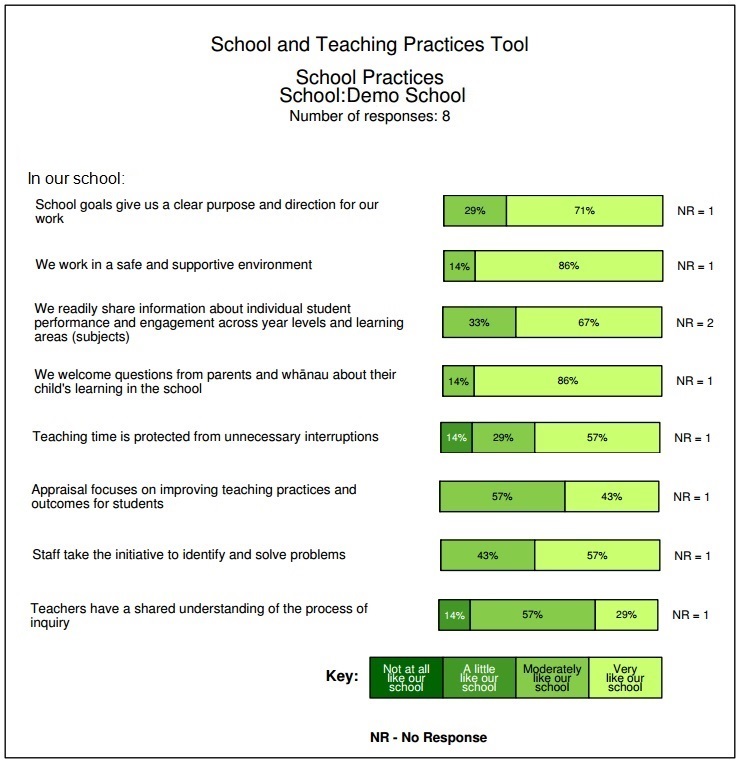 School and Teaching Practices Tool
School Practices
School:Demo School
Number of responses: 8
In our school:
School goals give us a clear purpose and direction for our
work
29% 71% NR = 1
We work in a safe and supportive environment
14% 86% NR = 1
We readily share information about individual student
performance and engagement across year levels and learning
areas (subjects)
33% 67% NR = 2
We welcome questions from parents and whānau about their
child's learning in the school
14% 86% NR = 1
Teaching time is protected from unnecessary interruptions
14% 29% 57% NR = 1
Appraisal focuses on improving teaching practices and
outcomes for students
57% 43% NR = 1
Staff take the initiative to identify and solve problems
43% 57% NR = 1
Teachers have a shared understanding of the process of
inquiry
14% 57% 29% NR = 1
Key:
Not at all
like our
school
A little
like our
school
Moderately
like our
school
Very
like our
school
NR - No Response